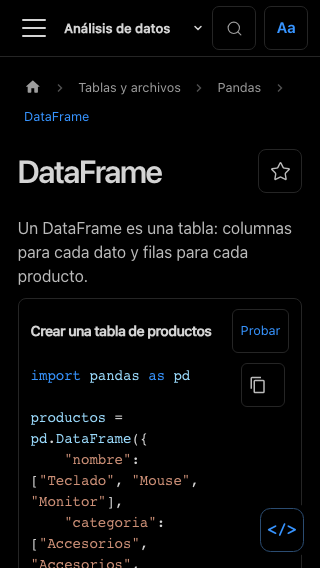 Análisis de datos
Aa
Tablas y archivos
Pandas
DataFrame
DataFrame
Un DataFrame es una tabla: columnas
para cada dato y filas para cada
producto.
Crear una tabla de productos
Probar
import pandas as pd
productos =
pd.DataFrame({
"nombre":
["Teclado", "Mouse",
"Monitor"],
"categoria":
["Accesorios",
"Accesorios",
</>